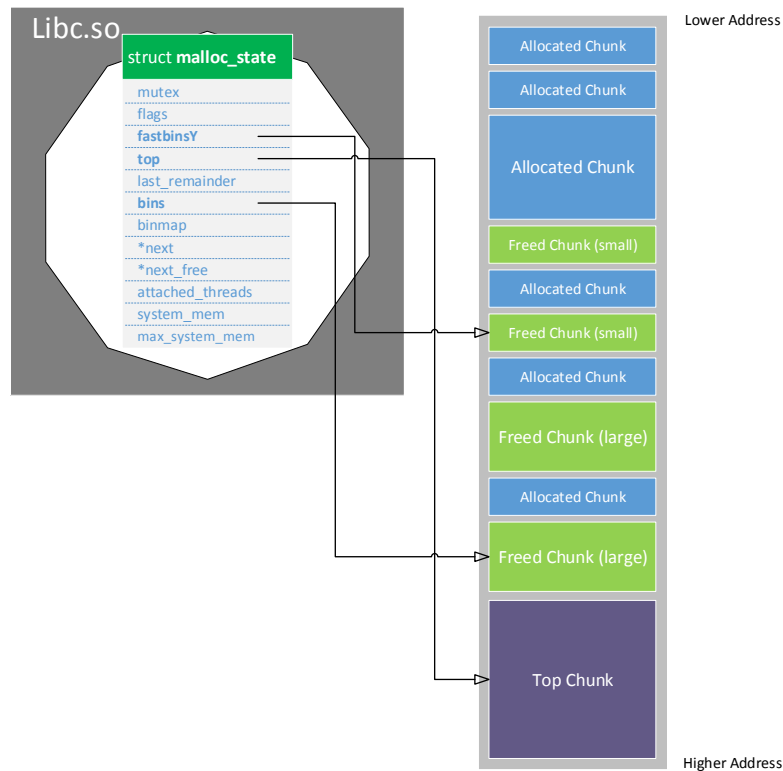 Libc.so
struct malloc_state
mutex
flags
fastbinsY
top
last_remainder
bins
binmap
*next
*next_free
attached_threads
system_mem
max_system_mem
Lower Address
Allocated Chunk
Allocated Chunk
Allocated Chunk
Freed Chunk (small)
Allocated Chunk
Freed Chunk (small)
Allocated Chunk
Freed Chunk (large)
Allocated Chunk
Freed Chunk (large)
Top Chunk
Higher Address